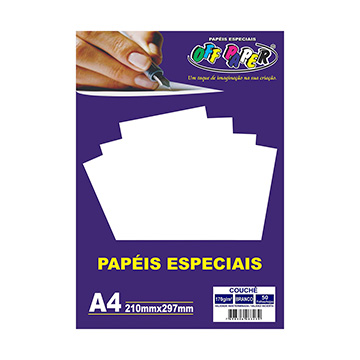 PAPÉIS ESPECIAIS
OFF PAPER
Um toque de imaginação na sua criação.
PAPÉIS ESPECIAIS
A4
210mmx297mm
COUCHÊ
170g/m² BRANCO 50